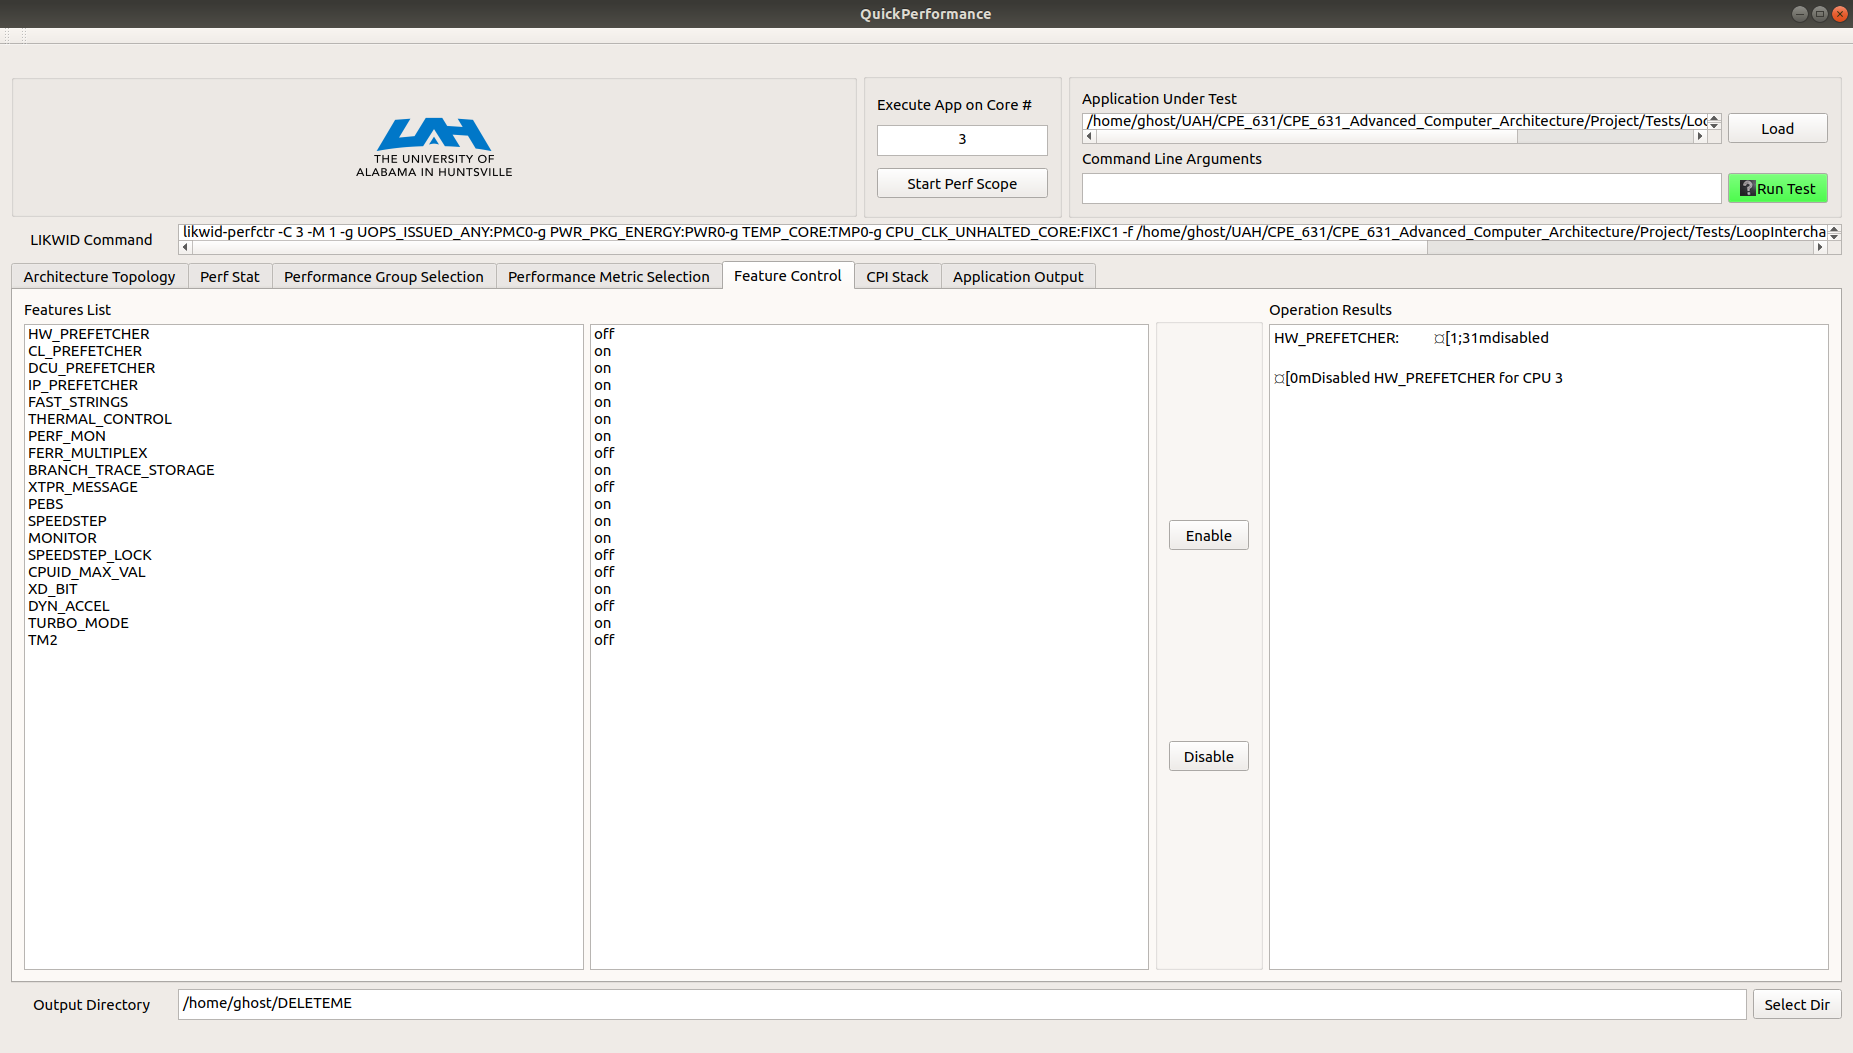 QuickPerformance
THE UNIVERSITY OF
ALABAMA IN HUNTSVILLE
Execute App on Core #
3
Start Perf Scope
Application Under Test
/home/ghost/UAH/CPE_631/CPE_631_Advanced_Computer_Architecture/Project/Tests/Loo
Load
Command Line Arguments
Run Test
LIKWID Command
likwid-perfctr -C 3 -M 1 -g UOPS_ISSUED_ANY:PMC0-g PWR_PKG_ENERGY:PWR0-g TEMP_CORE:TMP0-g CPU_CLK_UNHALTED_CORE:FIXC1 -f /home/ghost/UAH/CPE_631/CPE_631_Advanced_Computer_Architecture/Project/Tests/LoopIntercha
Architecture Topology
Perf Stat
Performance Group Selection
Performance Metric Selection
Feature Control
CPI Stack
Application Output
Features List
HW_PREFETCHER off
CL_PREFETCHER on
DCU_PREFETCHER on
IP_PREFETCHER on
FAST_STRINGS on
THERMAL_CONTROL on
PERF_MON on
FERR_MULTIPLEX off
BRANCH_TRACE_STORAGE on
XTPR_MESSAGE off
PEBS on
SPEEDSTEP on
MONITOR on
SPEEDSTEP_LOCK off
CPUID_MAX_VAL off
XD_BIT on
DYN_ACCEL off
TURBO_MODE on
TM2 off
Enable
Disable
Operation Results
HW_PREFETCHER: ¤[1;31mdisabled
¤[0mDisabled HW_PREFETCHER for CPU 3
Output Directory
/home/ghost/DELETEME
Select Dir